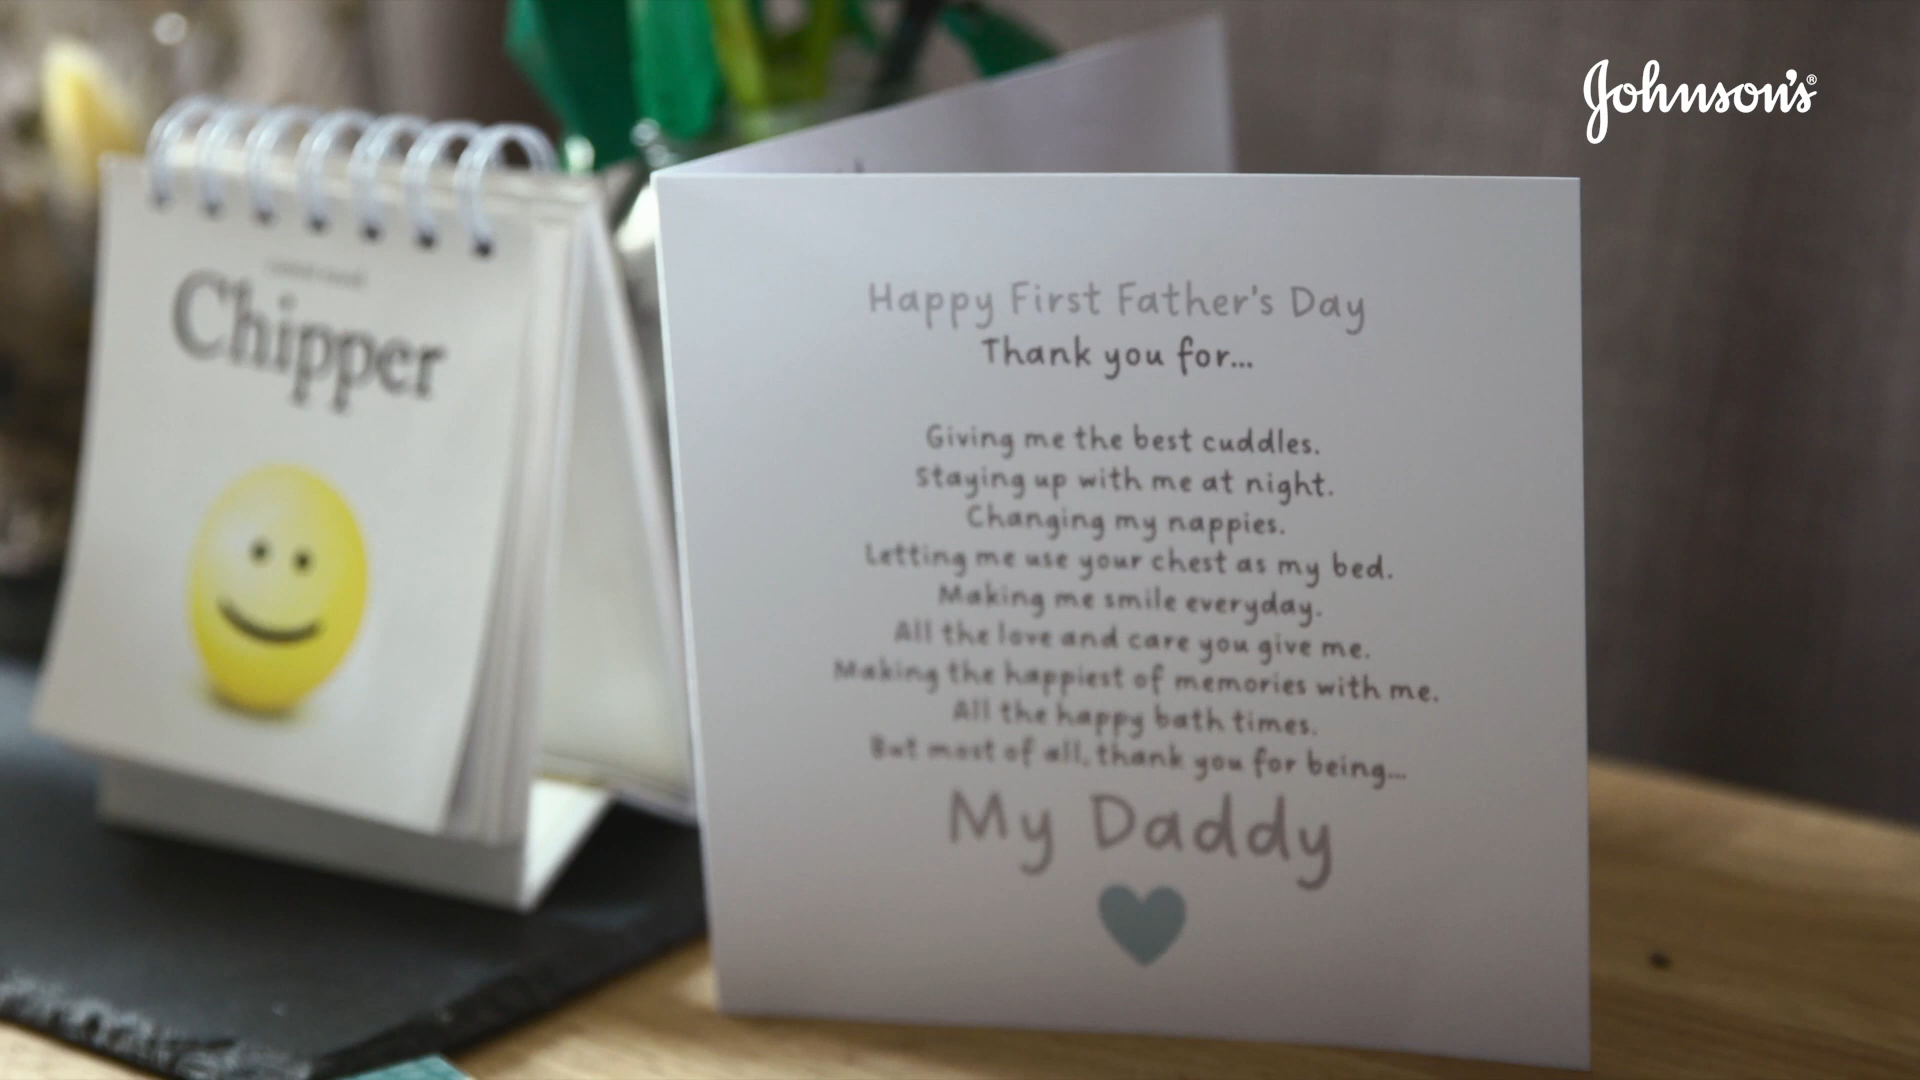 Johnson's®
Chipper
Happy First Father's Day
Thank you for...
Giving me the best cuddles.
Staying up with me at night.
Changing my nappies.
Letting me use your chest as my bed.
Making me smile everyday.
All the love and care you give me.
Making the happiest of memories with me.
All the happy bath times.
But most of all, thank you for being...
My Daddy